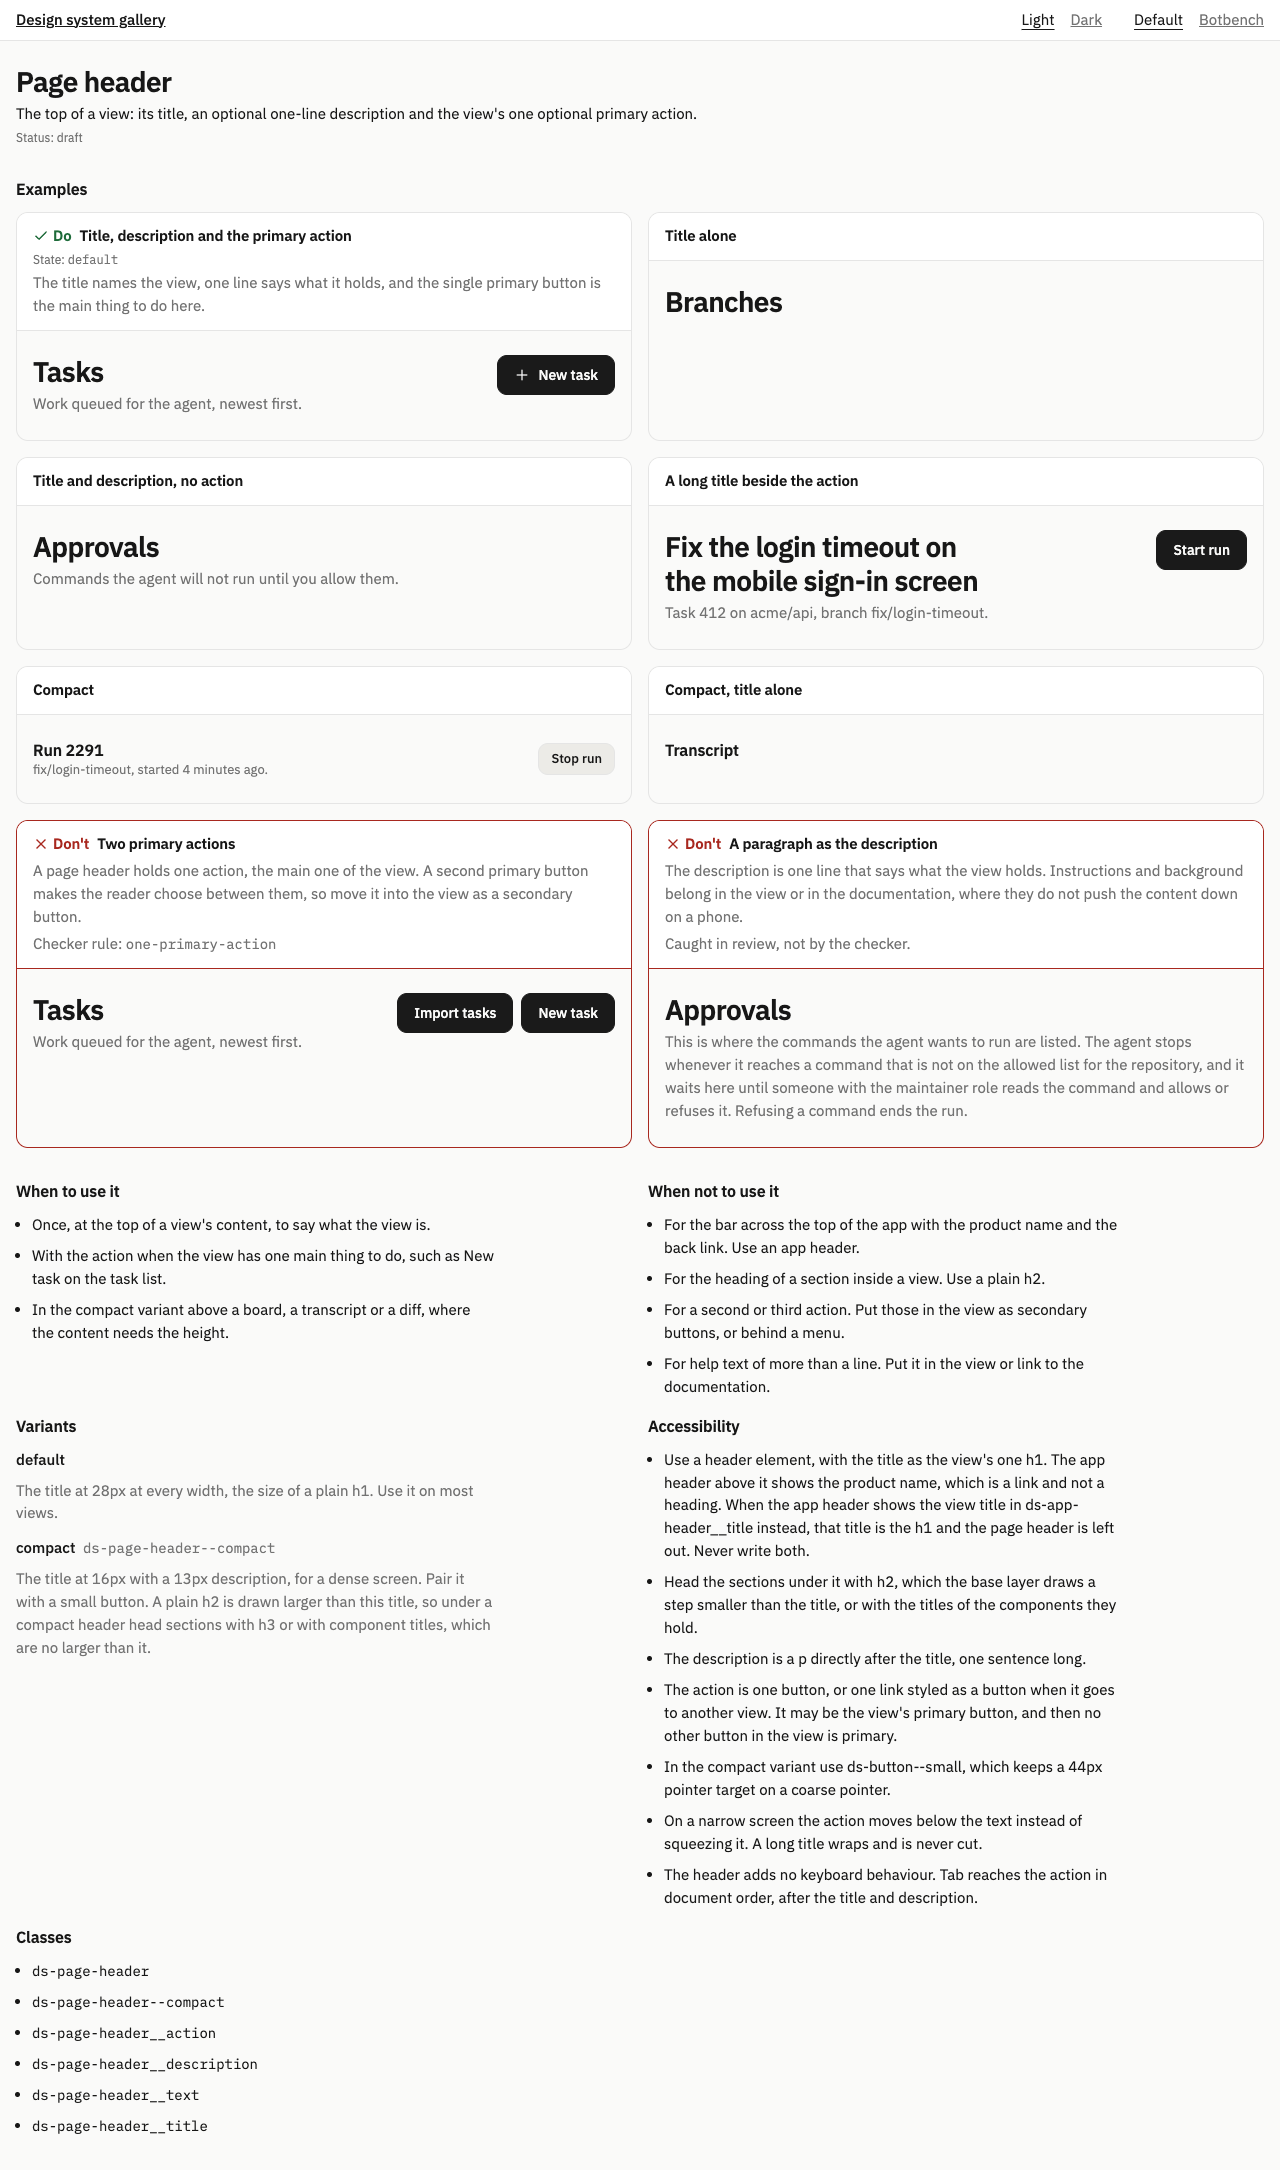 Design system gallery
Light Dark Default Botbench
Page header
The top of a view: its title, an optional one-line description and the view's one optional primary action.
Status: draft
Examples
Do Title, description and the primary action
State: default
The title names the view, one line says what it holds, and the single primary button is
the main thing to do here.
Tasks
Work queued for the agent, newest first.
New task
Title alone
Branches
Title and description, no action
Approvals
Commands the agent will not run until you allow them.
A long title beside the action
Fix the login timeout on
the mobile sign-in screen
Task 412 on acme/api, branch fix/login-timeout.
Start run
Compact
Run 2291
fix/login-timeout, started 4 minutes ago.
Stop run
Compact, title alone
Transcript
Don't Two primary actions
A page header holds one action, the main one of the view. A second primary button
makes the reader choose between them, so move it into the view as a secondary
button.
Checker rule: one-primary-action
Tasks
Work queued for the agent, newest first.
Import tasks
New task
Don't A paragraph as the description
The description is one line that says what the view holds. Instructions and background
belong in the view or in the documentation, where they do not push the content down
on a phone.
Caught in review, not by the checker.
Approvals
This is where the commands the agent wants to run are listed. The agent stops
whenever it reaches a command that is not on the allowed list for the repository, and it
waits here until someone with the maintainer role reads the command and allows or
refuses it. Refusing a command ends the run.
When to use it
Once, at the top of a view's content, to say what the view is.
With the action when the view has one main thing to do, such as New
task on the task list.
In the compact variant above a board, a transcript or a diff, where
the content needs the height.
When not to use it
For the bar across the top of the app with the product name and the
back link. Use an app header.
For the heading of a section inside a view. Use a plain h2.
For a second or third action. Put those in the view as secondary
buttons, or behind a menu.
For help text of more than a line. Put it in the view or link to the
documentation.
Variants
default
The title at 28px at every width, the size of a plain h1. Use it on most
views.
compact ds-page-header--compact
The title at 16px with a 13px description, for a dense screen. Pair it
with a small button. A plain h2 is drawn larger than this title, so under a
compact header head sections with h3 or with component titles, which
are no larger than it.
Accessibility
Use a header element, with the title as the view's one h1. The app
header above it shows the product name, which is a link and not a
heading. When the app header shows the view title in ds-app-
header__title instead, that title is the h1 and the page header is left
out. Never write both.
Head the sections under it with h2, which the base layer draws a
step smaller than the title, or with the titles of the components they
hold.
The description is a p directly after the title, one sentence long.
The action is one button, or one link styled as a button when it goes
to another view. It may be the view's primary button, and then no
other button in the view is primary.
In the compact variant use ds-button--small, which keeps a 44px
pointer target on a coarse pointer.
On a narrow screen the action moves below the text instead of
squeezing it. A long title wraps and is never cut.
The header adds no keyboard behaviour. Tab reaches the action in
document order, after the title and description.
Classes
ds-page-header
ds-page-header--compact
ds-page-header__action
ds-page-header__description
ds-page-header__text
ds-page-header__title